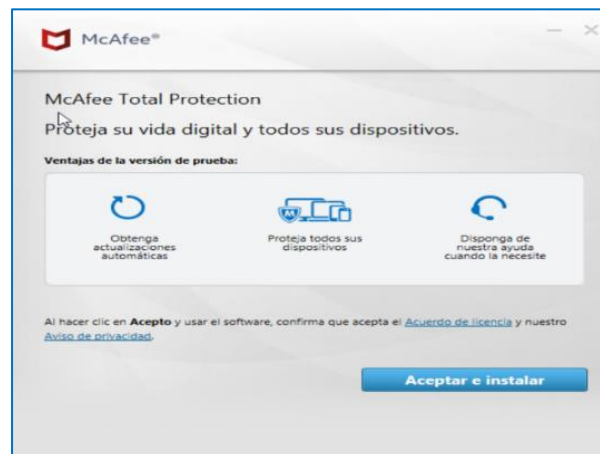 McAfee®
McAfee Total Protection
Proteja su vida digital y todos sus dispositivos.
Ventajas de la versión de prueba:
Obtenga
actualizaciones
automáticas
Proteja todos sus
dispositivos
Disponga de
nuestra ayuda
cuando la necesite
Al hacer clic en Acepto y usar el software, confirma que acepta el Acuerdo de licencia y nuestro
Aviso de privacidad.
Aceptar e instalar